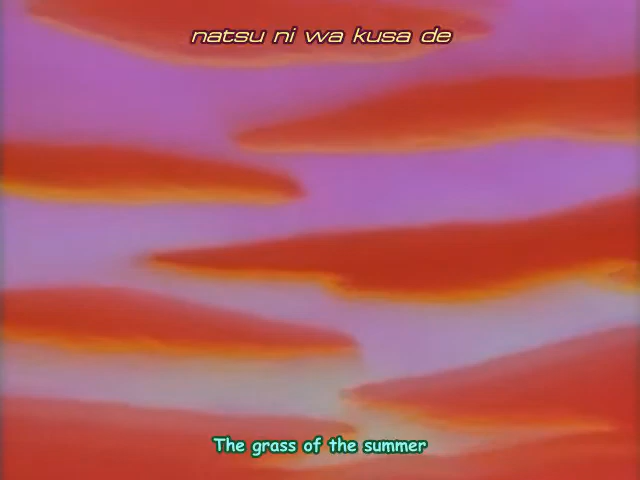 natsu ni wa kusa de
The grass of the summer